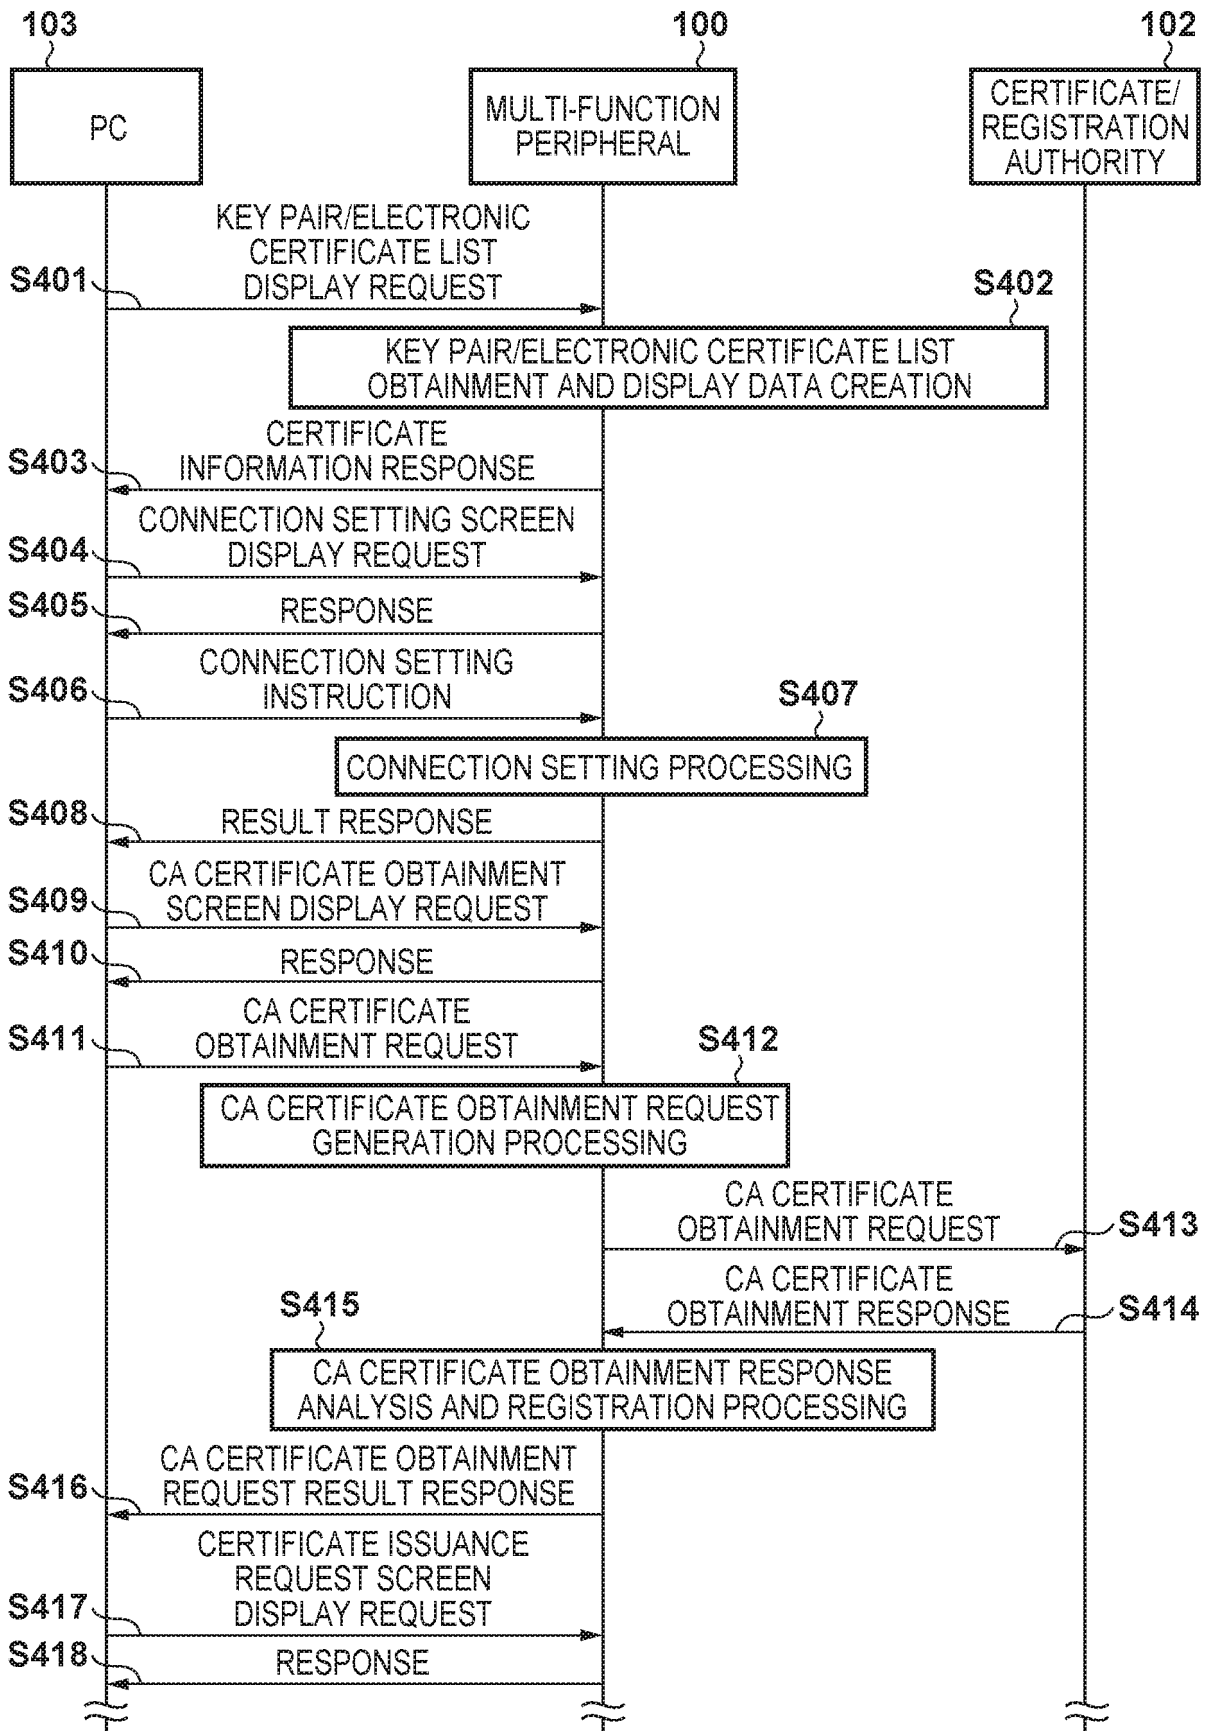 103
100
102
PC
MULTI-FUNCTION
PERIPHERAL
CERTIFICATE/
REGISTRATION
AUTHORITY
KEY PAIR/ELECTRONIC
CERTIFICATE LIST
DISPLAY REQUEST
S401
S402
KEY PAIR/ELECTRONIC CERTIFICATE LIST
OBTAINMENT AND DISPLAY DATA CREATION
CERTIFICATE
INFORMATION RESPONSE
S403
CONNECTION SETTING SCREEN
DISPLAY REQUEST
S404
S405
RESPONSE
CONNECTION SETTING
INSTRUCTION
S406
S407
CONNECTION SETTING PROCESSING
S408
RESULT RESPONSE
CA CERTIFICATE OBTAINMENT
SCREEN DISPLAY REQUEST
S409
S410
RESPONSE
CA CERTIFICATE
OBTAINMENT REQUEST
S411
S412
CA CERTIFICATE OBTAINMENT REQUEST
GENERATION PROCESSING
CA CERTIFICATE
OBTAINMENT REQUEST
S413
CA CERTIFICATE
OBTAINMENT RESPONSE
S414
S415
CA CERTIFICATE OBTAINMENT RESPONSE
ANALYSIS AND REGISTRATION PROCESSING
CA CERTIFICATE OBTAINMENT
REQUEST RESULT RESPONSE
S416
CERTIFICATE ISSUANCE
REQUEST SCREEN
DISPLAY REQUEST
S417
S418
RESPONSE